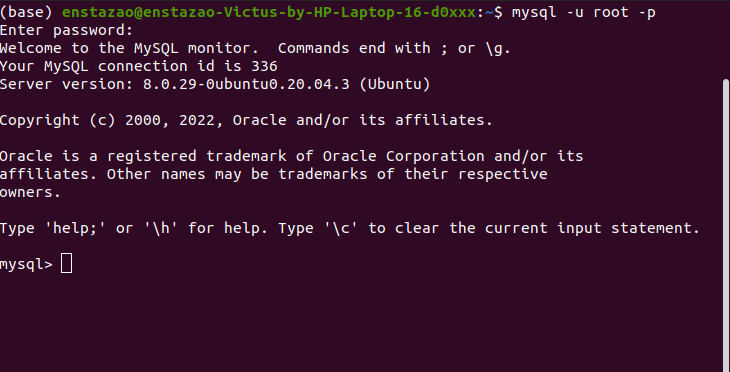 (base) enstazao@enstazao-Victus-by-HP-Laptop-16-d0xxx:~$ mysql -u root -p
Enter password:
Welcome to the MySQL monitor.  Commands end with ; or \g.
Your MySQL connection id is 336
Server version: 8.0.29-0ubuntu0.20.04.3 (Ubuntu)
Copyright (c) 2000, 2022, Oracle and/or its affiliates.
Oracle is a registered trademark of Oracle Corporation and/or its
affiliates. Other names may be trademarks of their respective
owners.
Type 'help;' or '\h' for help. Type '\c' to clear the current input statement.
mysql>